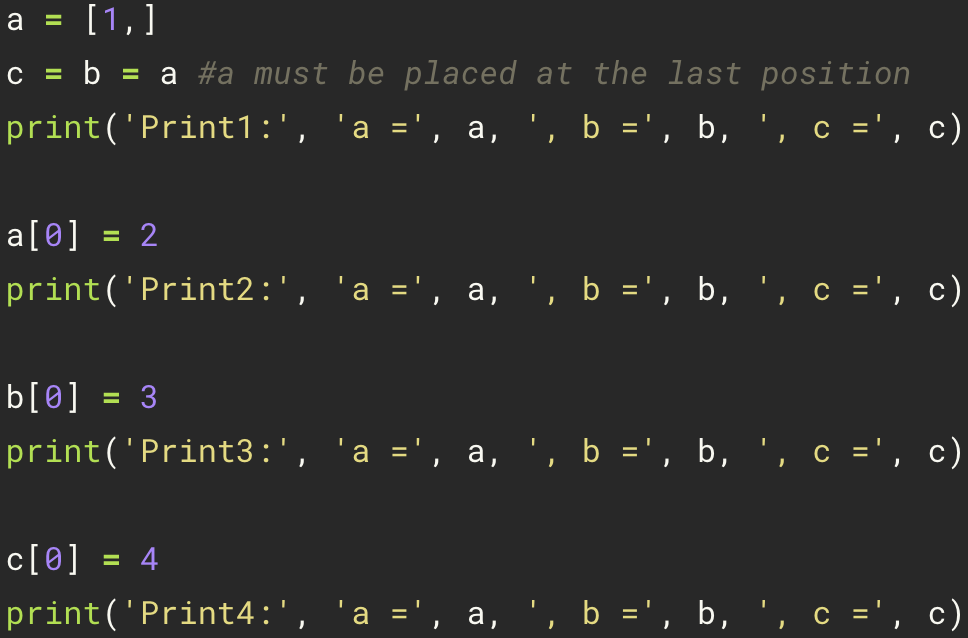 a = [1,]
c = b = a #a must be placed at the last position
print('Print1:', 'a =', a, ', b =', b, ', c =', c)
a[0] = 2
print('Print2:', 'a =', a, ', b =', b, ', c =', c)
b[0] = 3
print('Print3:', 'a =', a, ', b =', b, ', c =', c)
c[0] = 4
print('Print4:', 'a =', a, ', b =', b, ', c =', c)